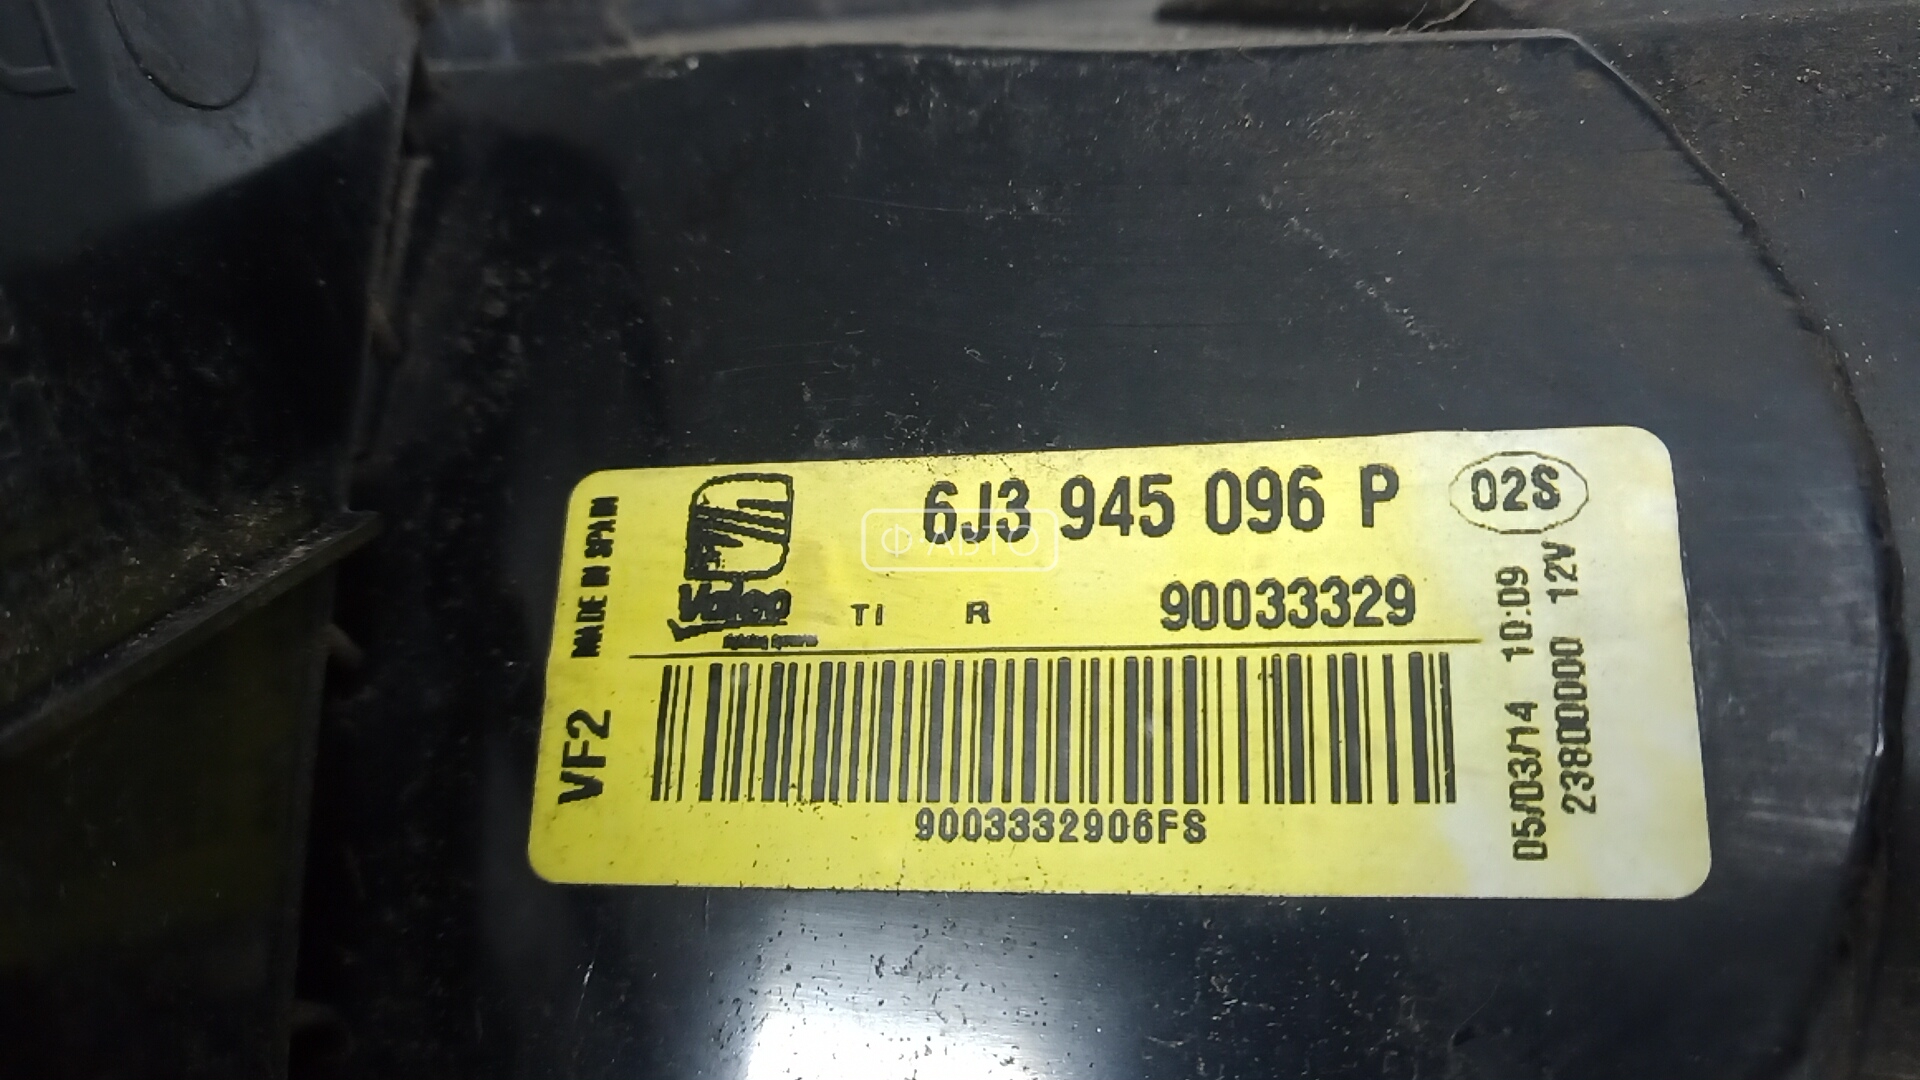 6J3 945 096 P
02S
Ф-АВТО
Valeo
TI R 90033329
MADE IN SPAIN
VF2
9003332906FS
05/03/14 10:09
23800000 12V